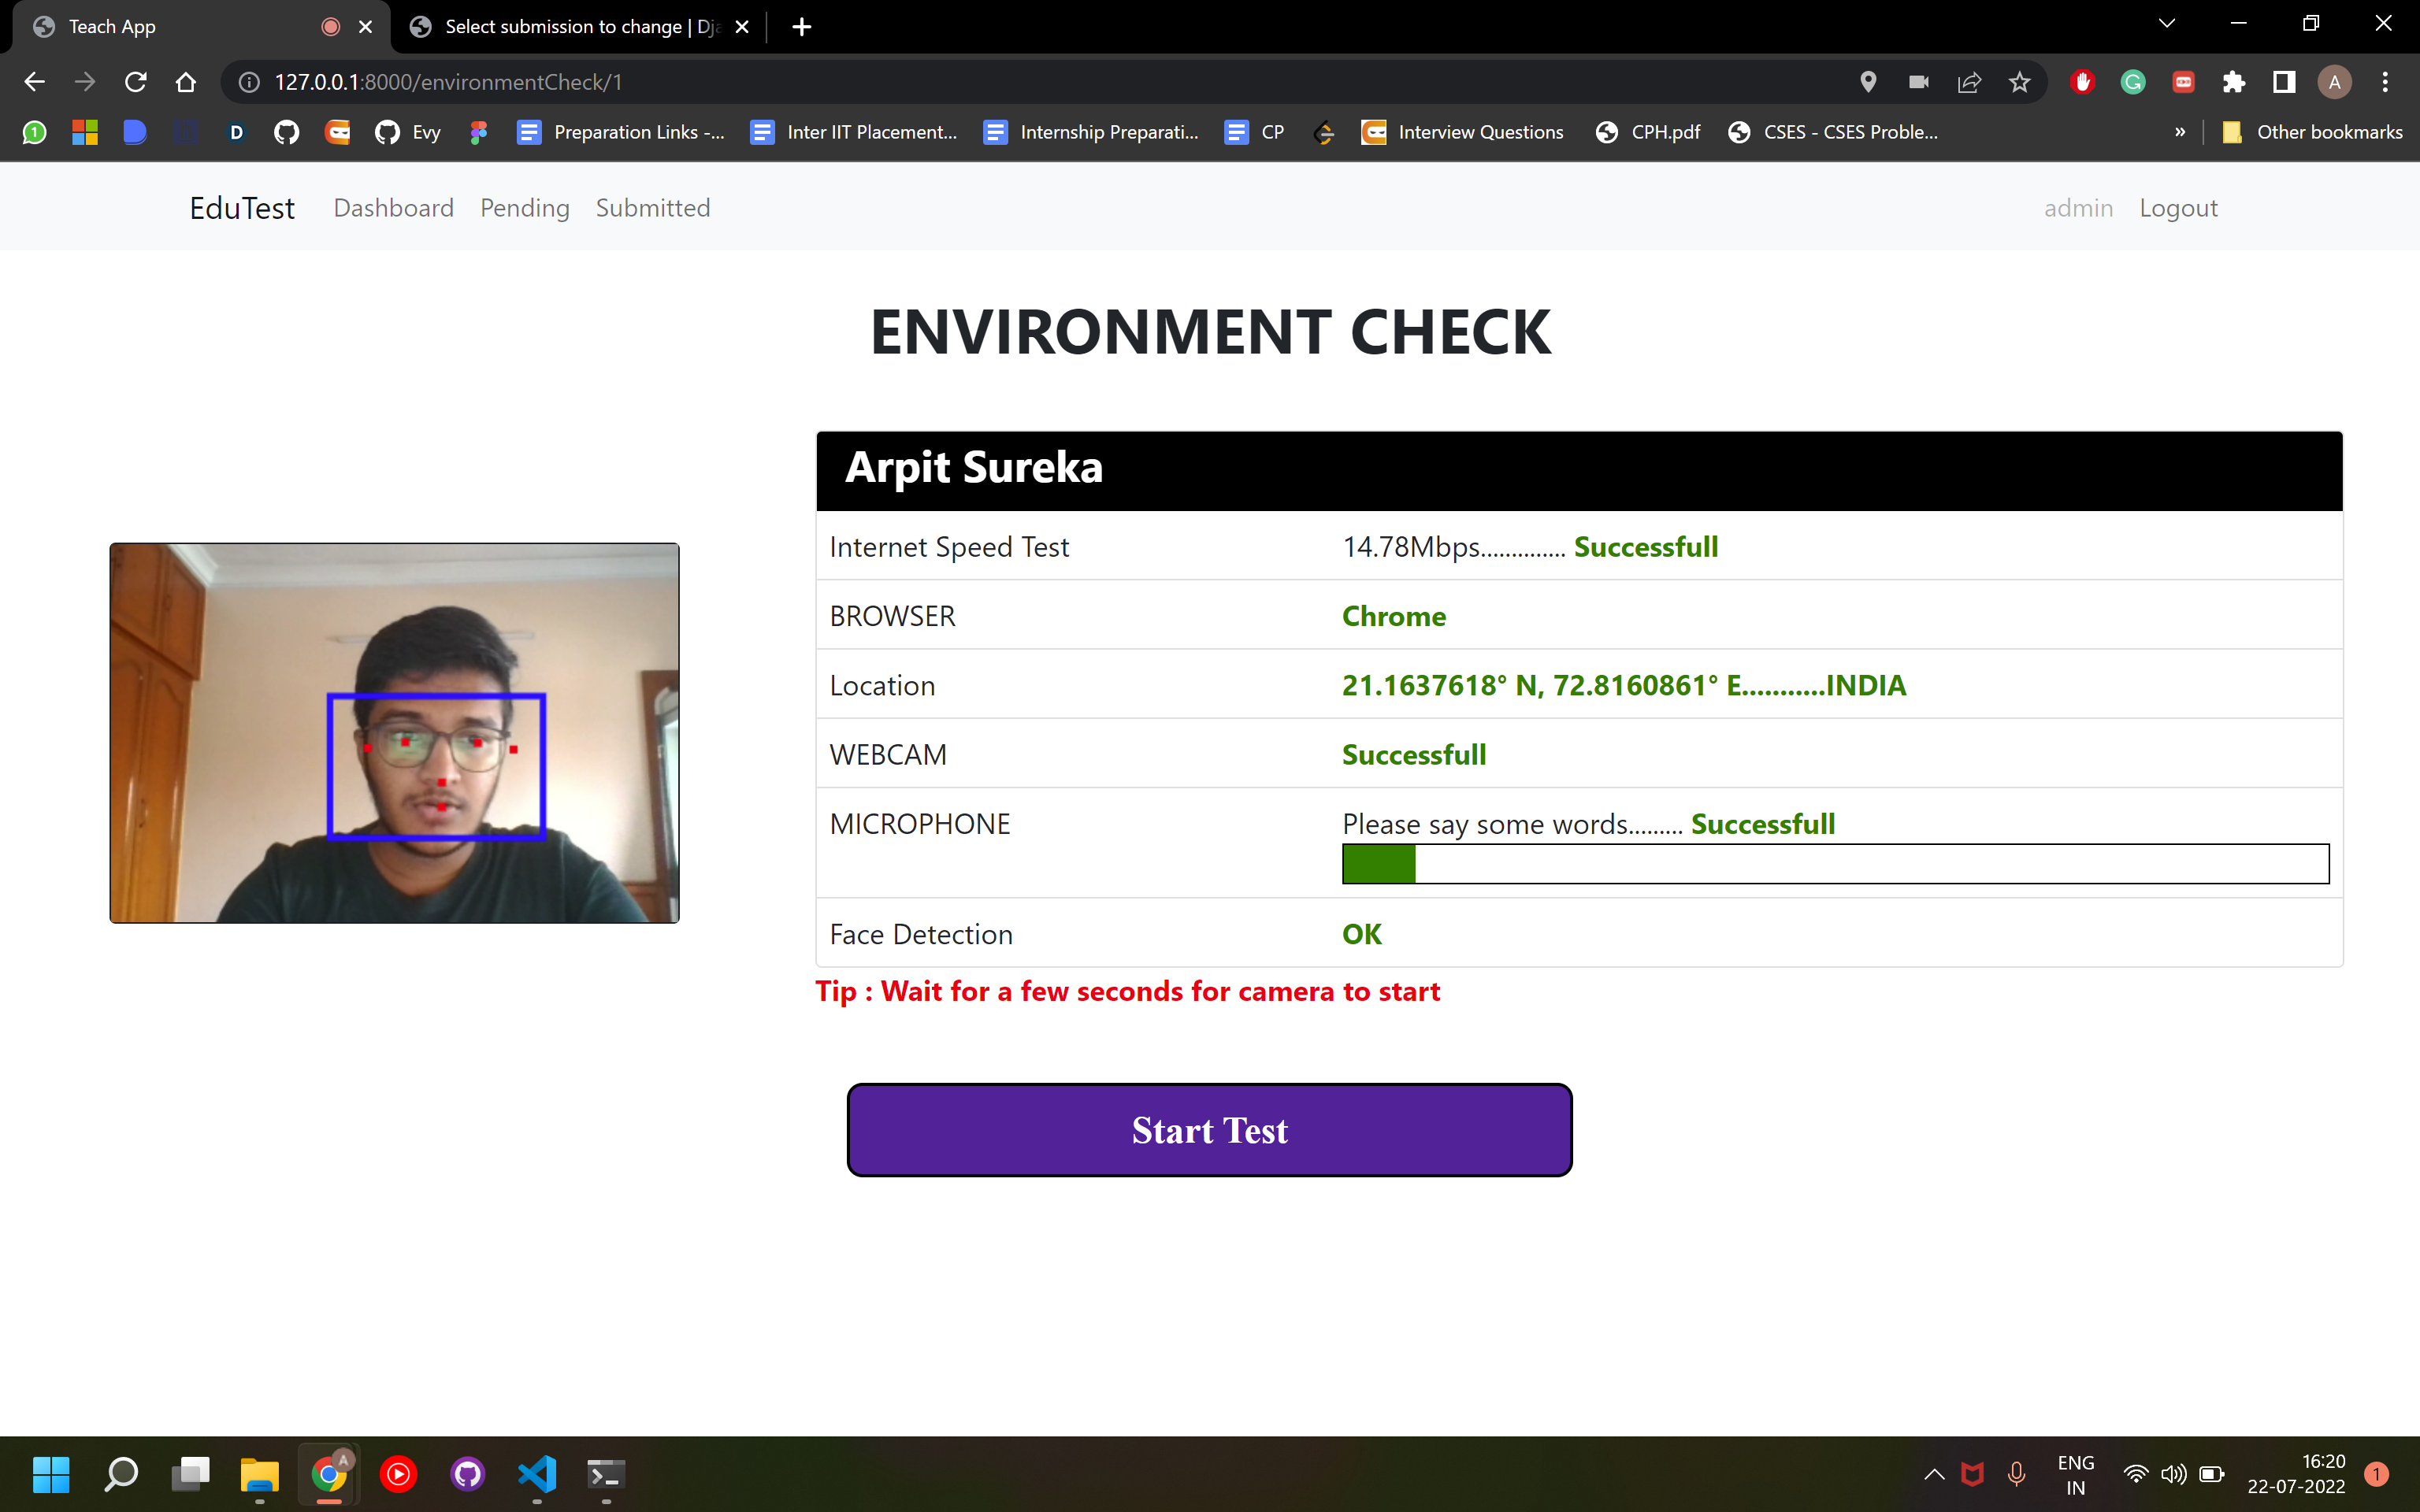 Teach App
Select submission to change | Dja
127.0.0.1:8000/environmentCheck/1
A
1
D
Evy
Preparation Links -...
Inter IIT Placement...
Internship Preparati...
CP
Interview Questions
CPH.pdf
CSES - CSES Proble...
»
Other bookmarks
EduTest
Dashboard
Pending
Submitted
admin
Logout
ENVIRONMENT CHECK
Arpit Sureka
Internet Speed Test
14.78Mbps.............. Successfull
BROWSER
Chrome
Location
21.1637618° N, 72.8160861° E...........INDIA
WEBCAM
Successfull
MICROPHONE
Please say some words......... Successfull
Face Detection
OK
Tip : Wait for a few seconds for camera to start
Start Test
A
ENG
IN
16:20
22-07-2022
1